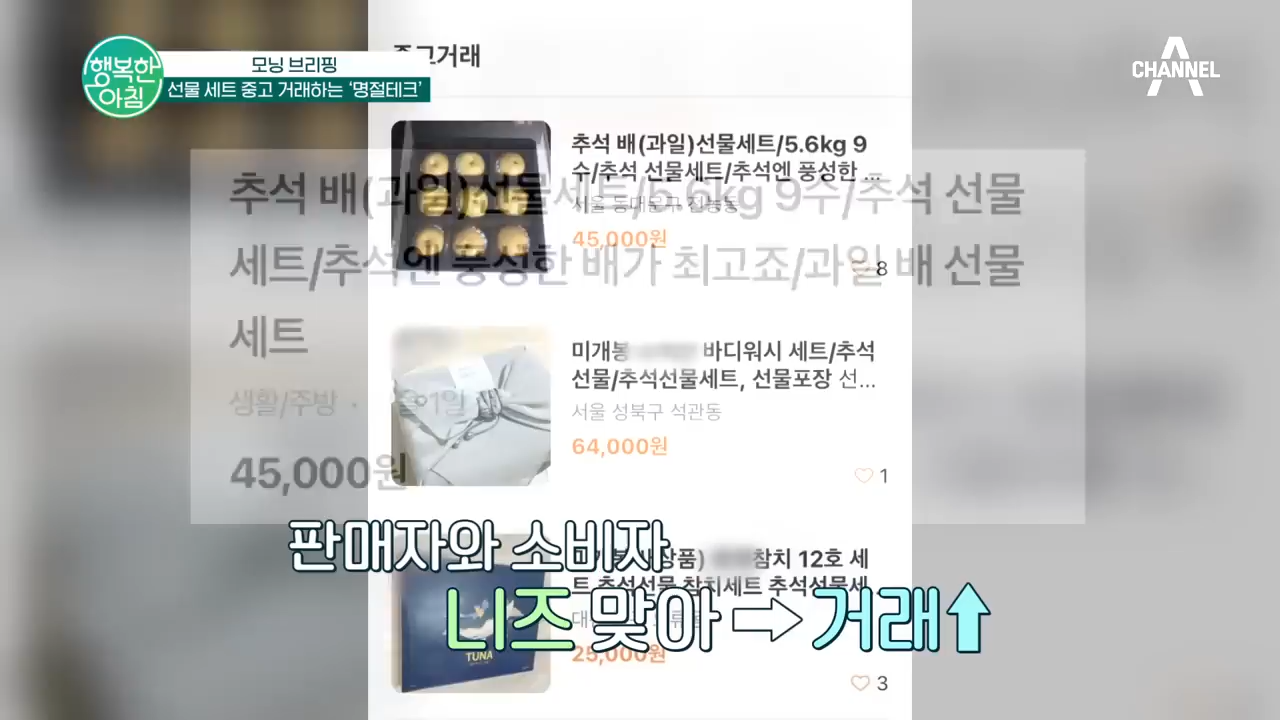 행복한
아침
모닝 브리핑
선물 세트 중고 거래하는 '명절테크'
CHANNEL A
중고거래
추석 배(과일)선물세트/5.6kg 9
수/추석 선물세트/추석엔 풍성한 ...
45,000원
8
추석 배(과일)선물세트/5.6kg 9수/추석 선물
세트/추석엔 풍성한 배가 최고죠/과일 배 선물
세트
생활/주방 · 1일
45,000원
미개봉 바디워시 세트/추석
선물/추석선물세트, 선물포장 선...
서울 성북구 석관동
64,000원
1
참치 12호 세
트 추석선물 참치세트 추석선물세
25,000원
3
TUNA
판매자와 소비자
니즈 맞아 → 거래↑